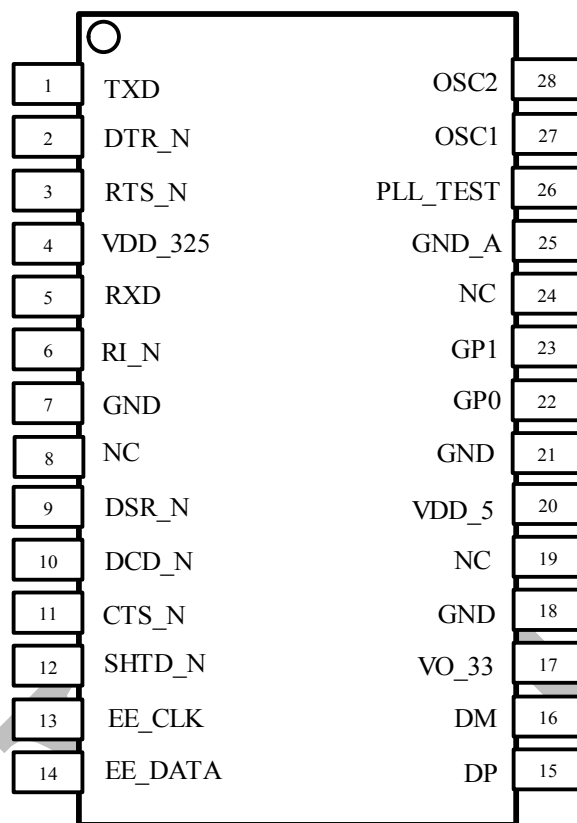 1 TXD OSC2 28
2 DTR_N OSC1 27
3 RTS_N PLL_TEST 26
4 VDD_325 GND_A 25
5 RXD NC 24
6 RI_N GP1 23
7 GND GP0 22
8 NC GND 21
9 DSR_N VDD_5 20
10 DCD_N NC 19
11 CTS_N GND 18
12 SHTD_N VO_33 17
13 EE_CLK DM 16
14 EE_DATA DP 15